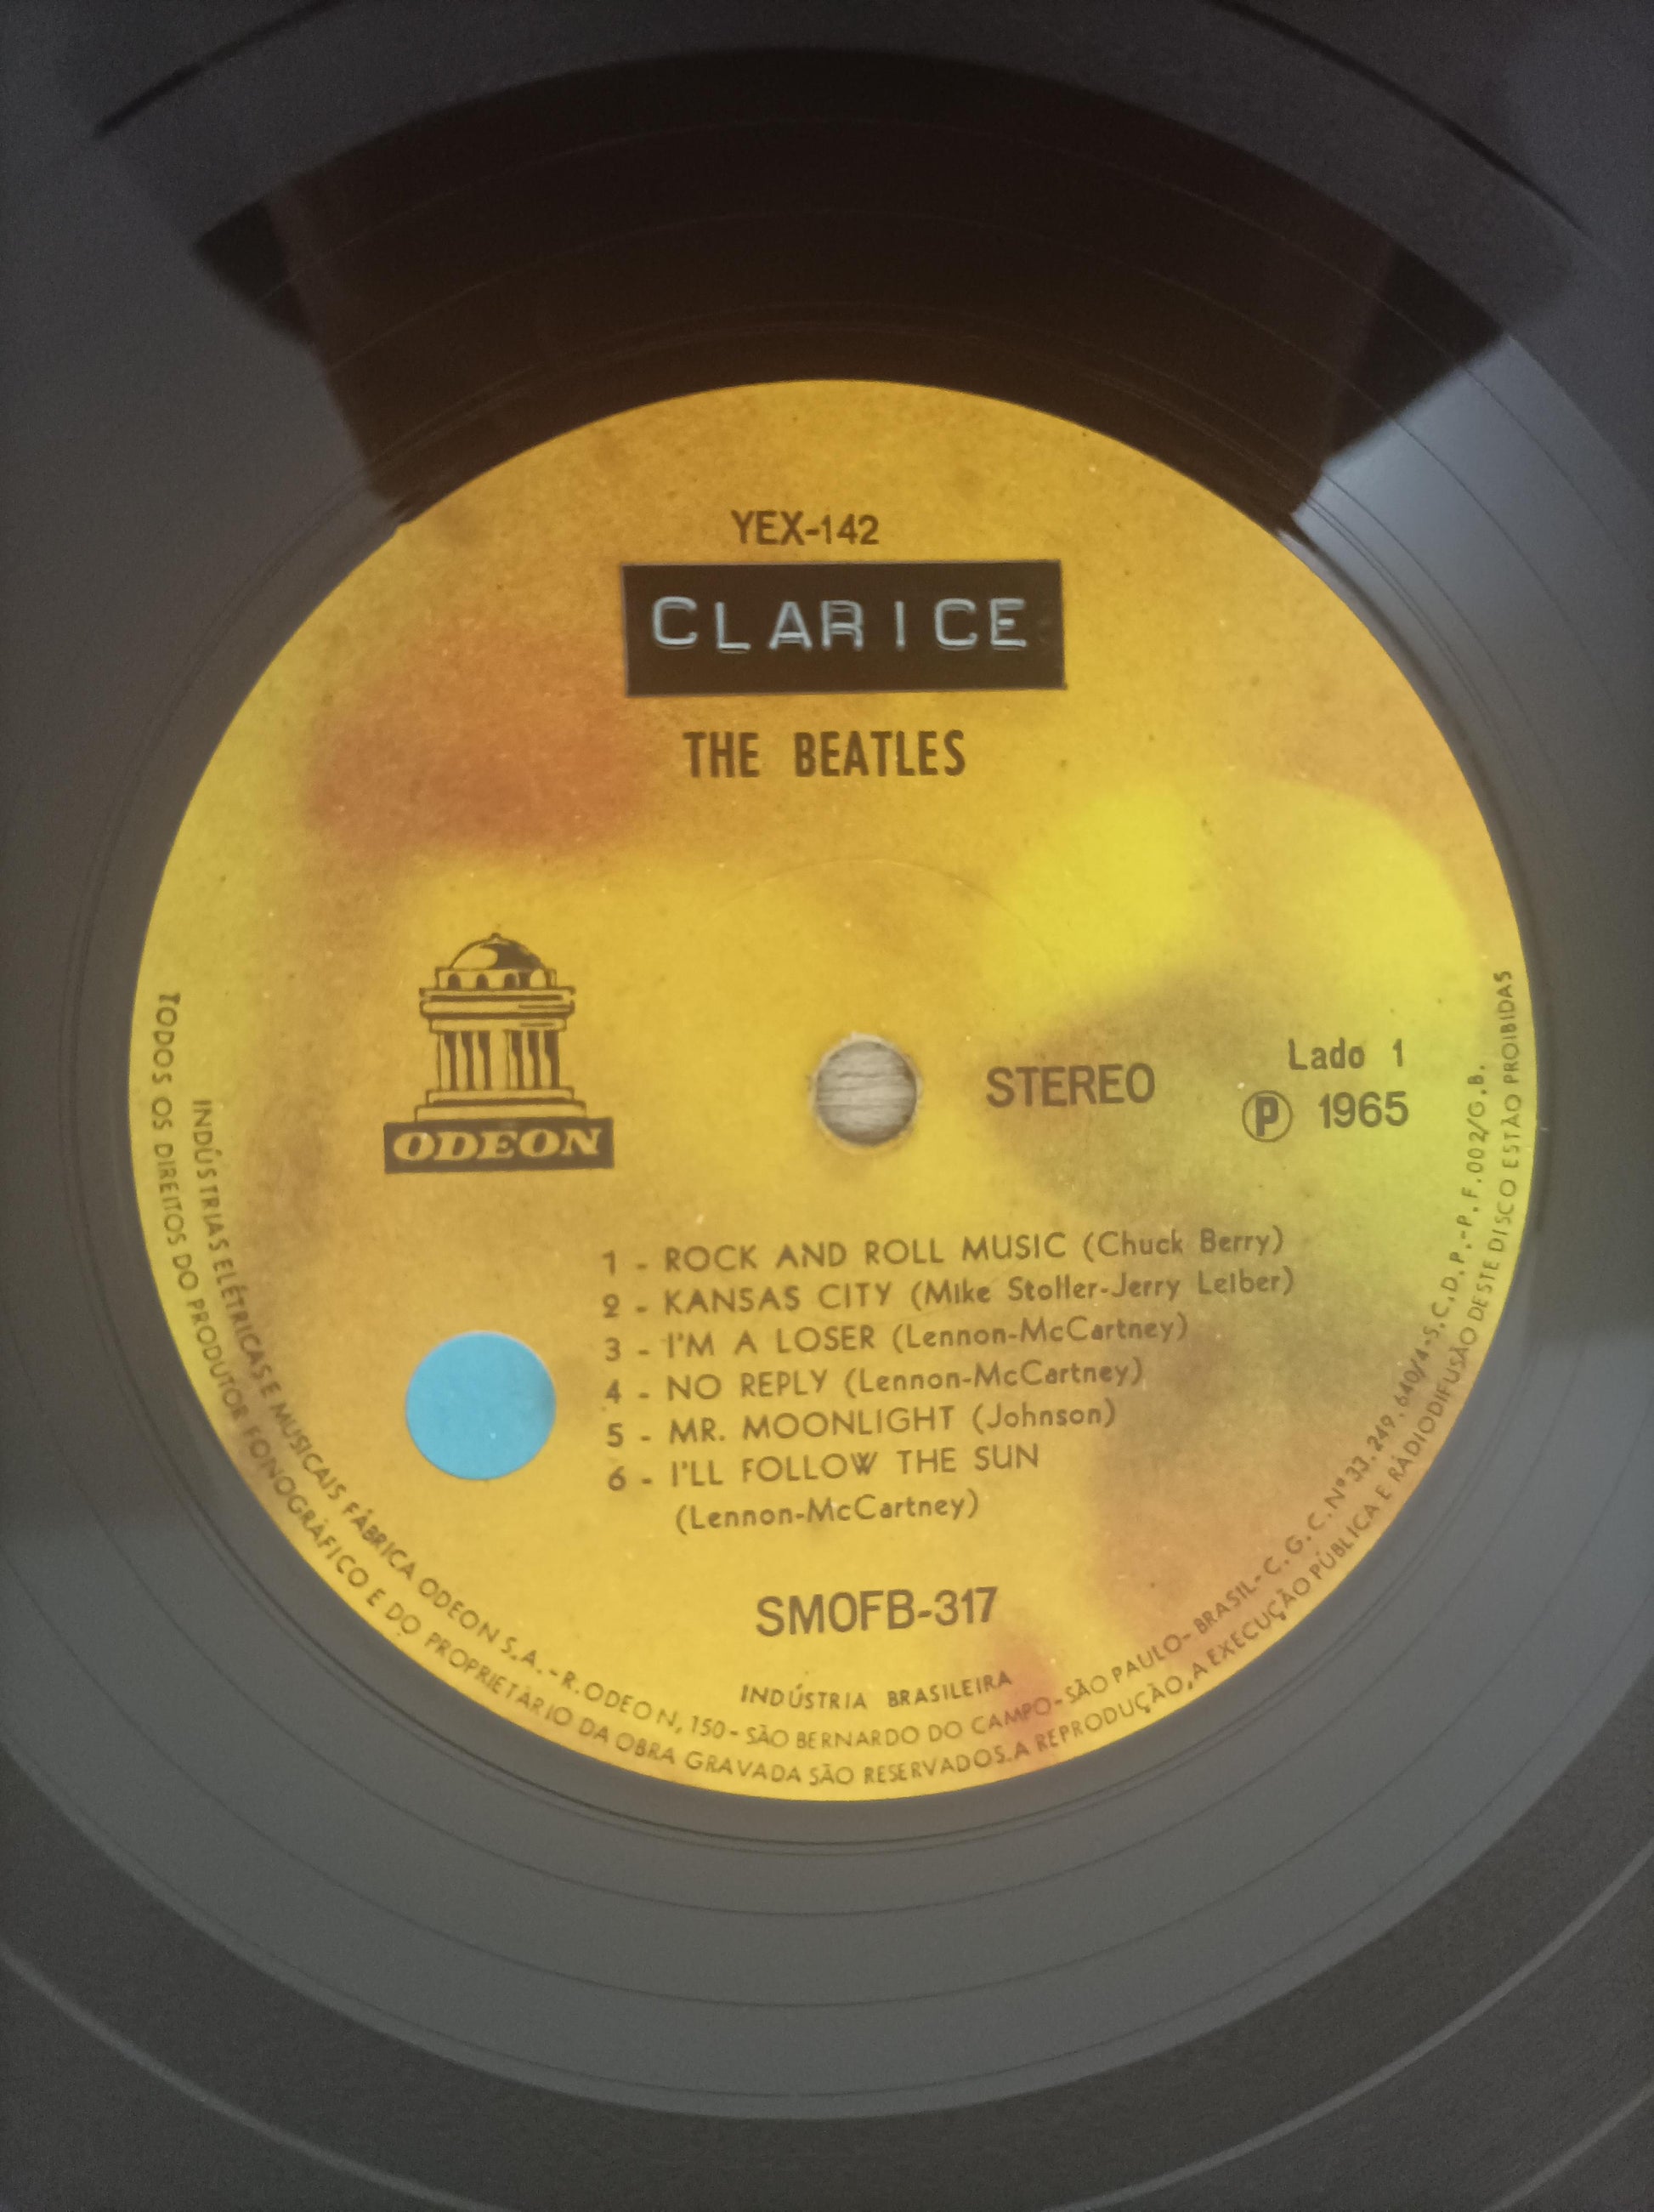 YEX-142
CLARICE
THE BEATLES
ODEON
STEREO
Lado 1
Ⓟ 1965
1 - ROCK AND ROLL MUSIC (Chuck Berry)
2 - KANSAS CITY (Mike Stoller-Jerry Leiber)
3 - I'M A LOSER (Lennon-McCartney)
4 - NO REPLY (Lennon-McCartney)
5 - MR. MOONLIGHT (Johnson)
6 - I'LL FOLLOW THE SUN
(Lennon-McCartney)
SMOFB-317
INDÚSTRIA BRASILEIRA
INDÚSTRIAS ELÉTRICAS E MUSICAIS FÁBRICA ODEON S.A. - R. ODEON, 150 - SÃO BERNARDO DO CAMPO - SÃO PAULO - BRASIL - C.G.C. Nº 33.249.640/4 - S.C.D.P. - P.F. 002/G.B.
TODOS OS DIREITOS DO PRODUTOR FONOGRÁFICO E DO PROPRIETÁRIO DA OBRA GRAVADA SÃO RESERVADOS. A REPRODUÇÃO, A EXECUÇÃO PÚBLICA E RÁDIODIFUSÃO DESTE DISCO ESTÃO PROIBIDAS